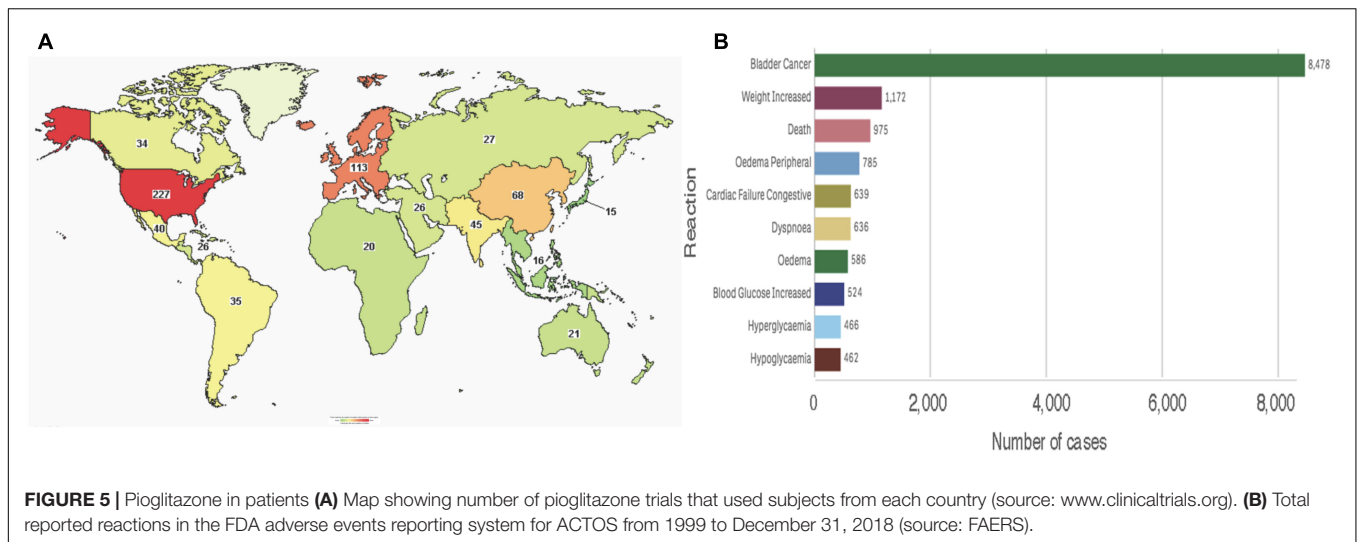 A
34
227
40
26
35
113
20
26
27
45
68
15
16
21
B
Reaction
Bladder Cancer 8,478
Weight Increased 1,172
Death 975
Oedema Peripheral 785
Cardiac Failure Congestive 639
Dyspnoea 636
Oedema 586
Blood Glucose Increased 524
Hyperglycaemia 466
Hypoglycaemia 462
0 2,000 4,000 6,000 8,000
Number of cases
FIGURE 5 | Pioglitazone in patients (A) Map showing number of pioglitazone trials that used subjects from each country (source: www.clinicaltrials.org). (B) Total
reported reactions in the FDA adverse events reporting system for ACTOS from 1999 to December 31, 2018 (source: FAERS).